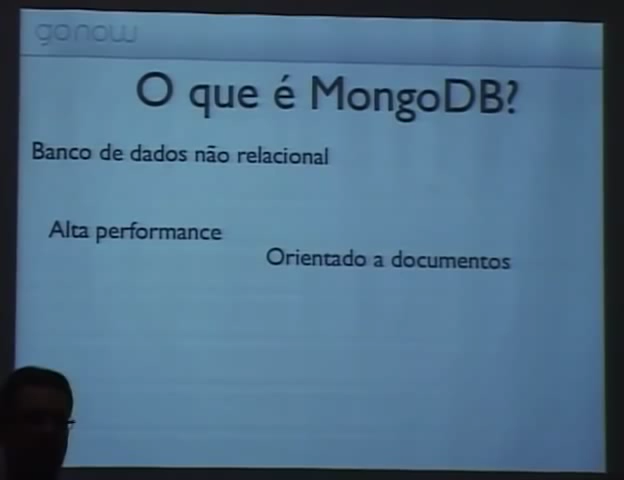 gonow
O que é MongoDB?
Banco de dados não relacional
Alta performance
Orientado a documentos